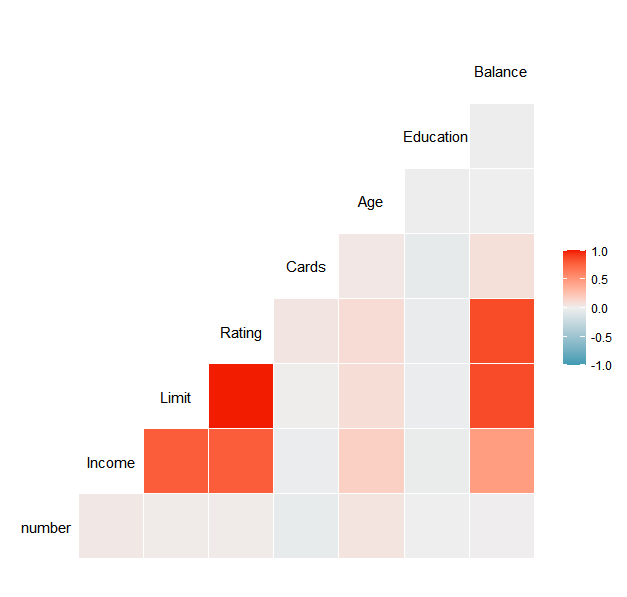 Balance
Education
Age
Cards
Rating
Limit
Income
number
1.0
0.5
0.0
-0.5
-1.0